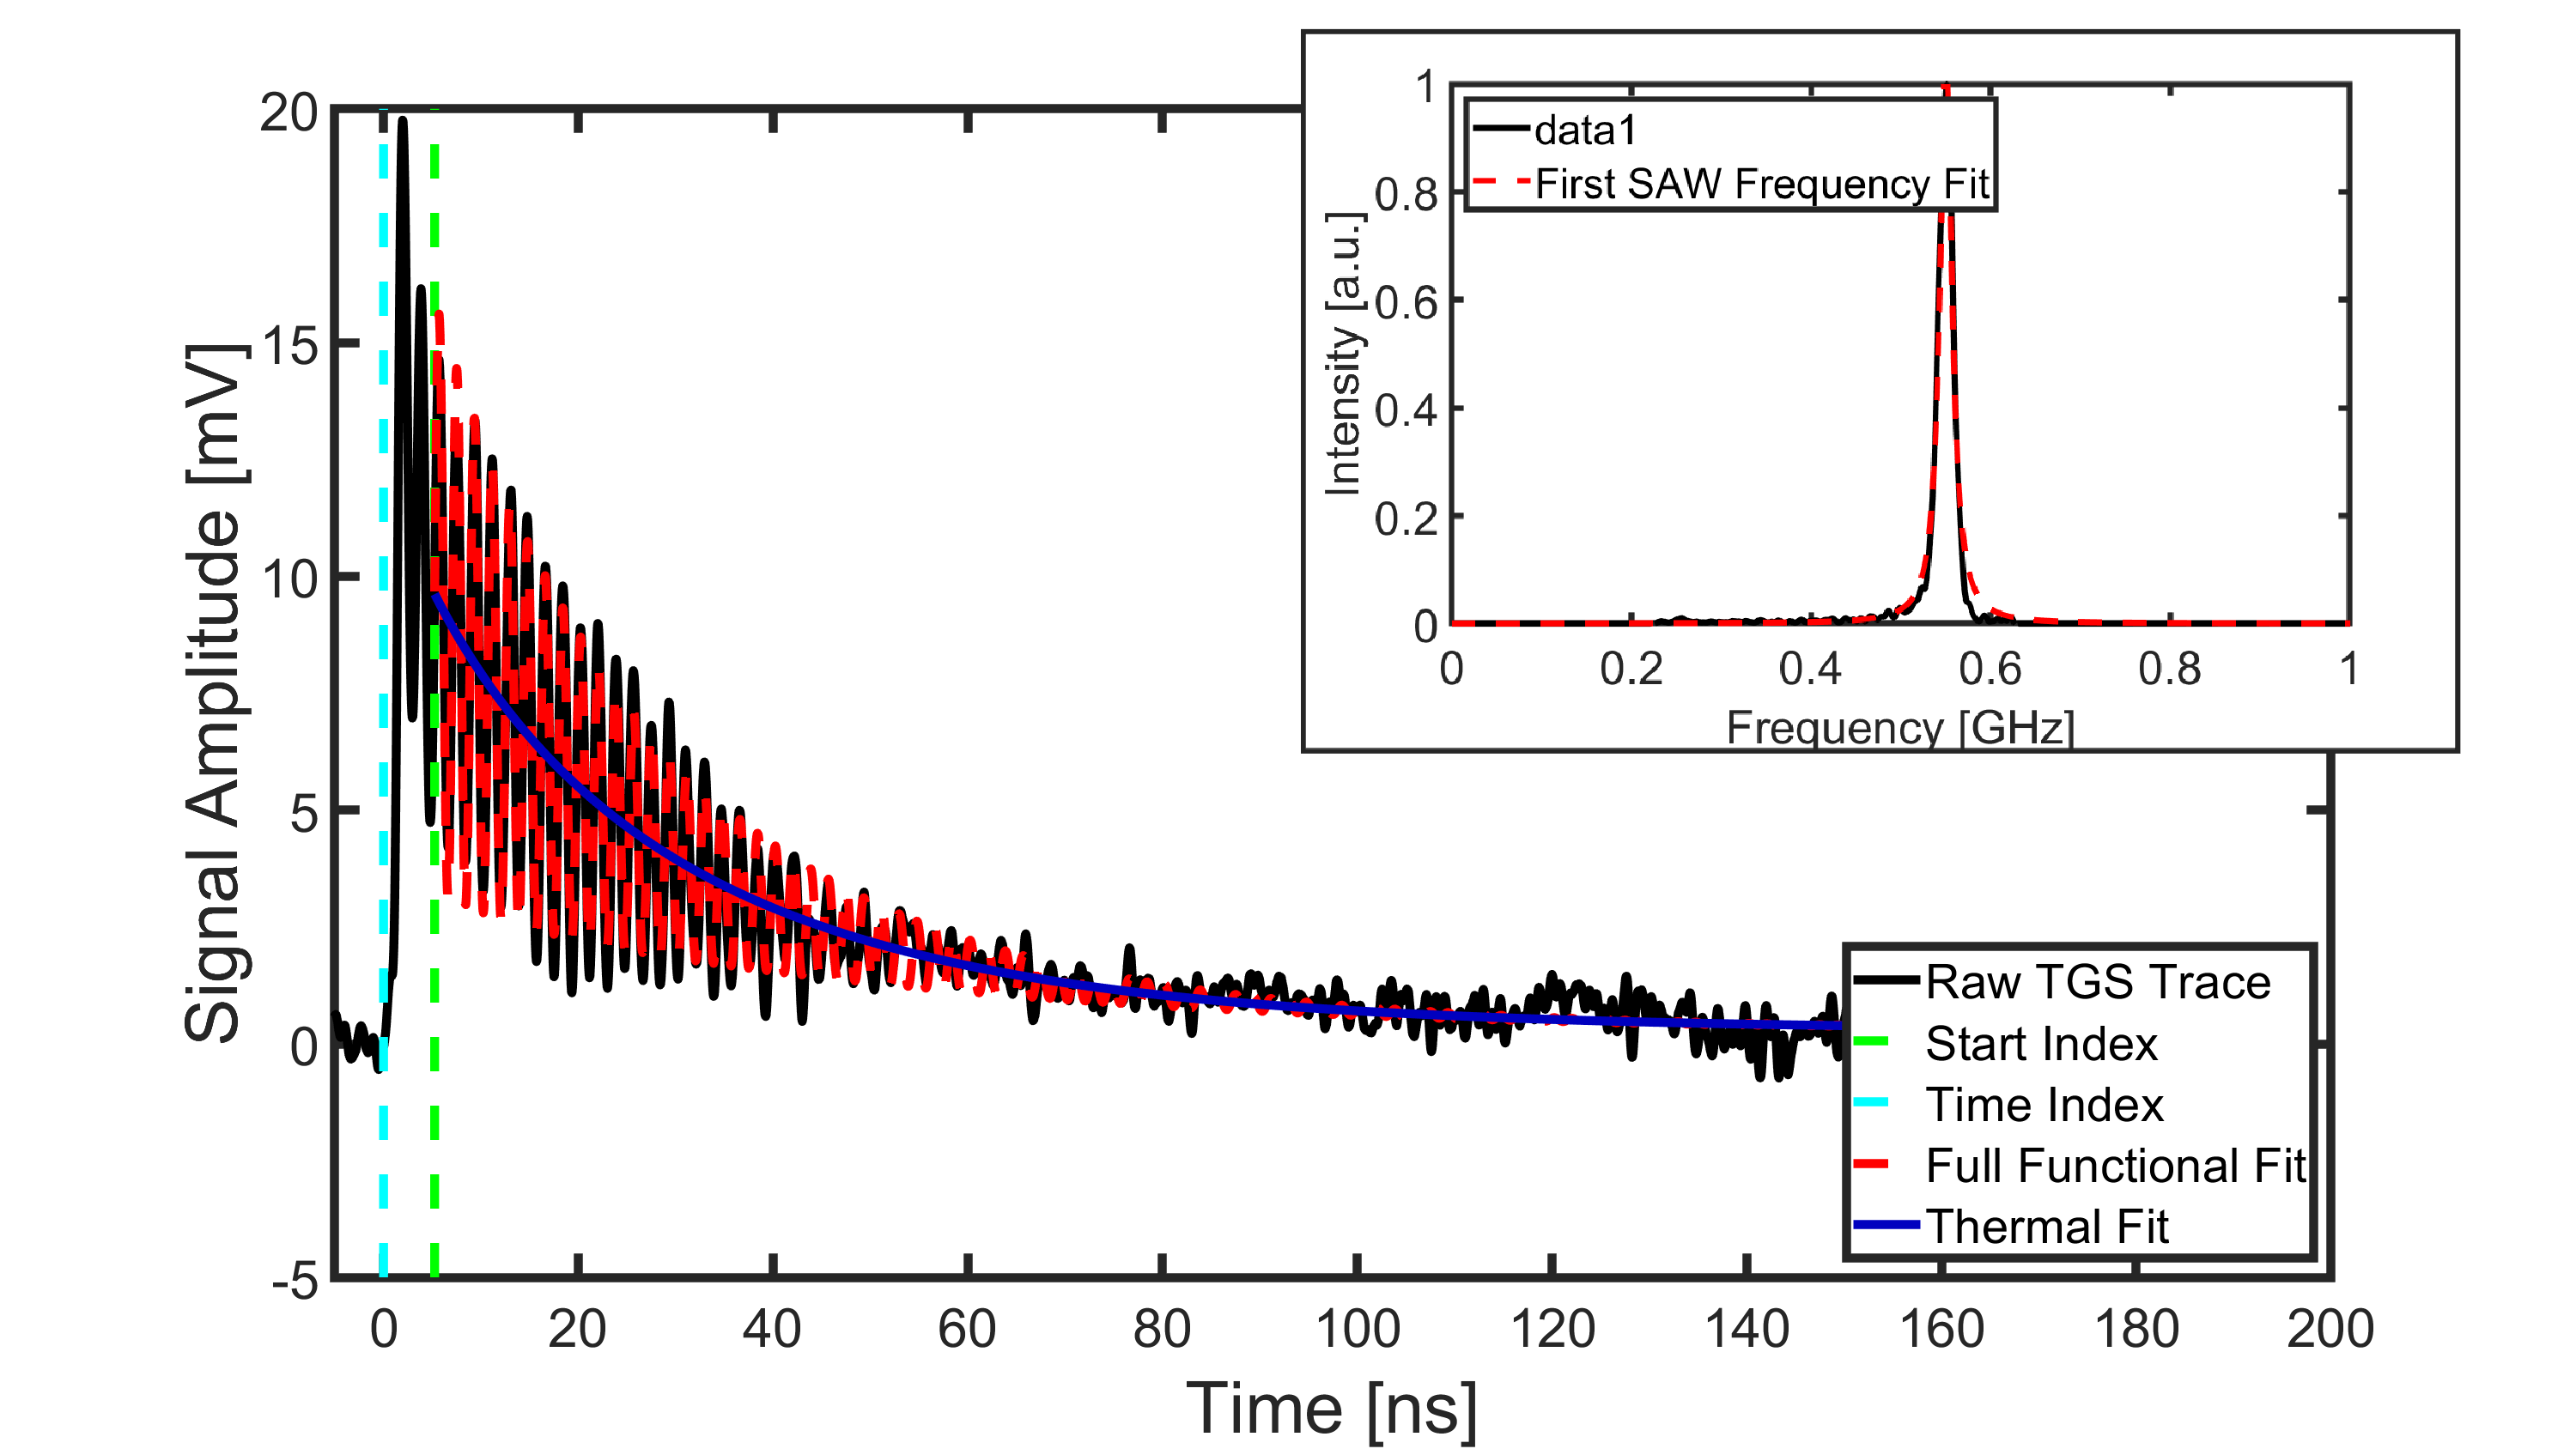 20
15
10
5
0
-5
Signal Amplitude [mV]
0 20 40 60 80 100 120 140 160 180 200
Time [ns]
1
0.8
0.6
0.4
0.2
0
Intensity [a.u.]
data1
First SAW Frequency Fit
0 0.2 0.4 0.6 0.8 1
Frequency [GHz]
Raw TGS Trace
Start Index
Time Index
Full Functional Fit
Thermal Fit